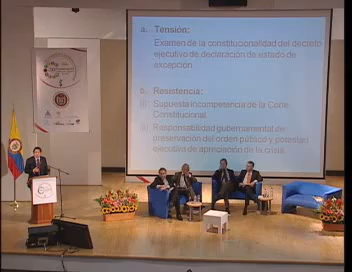 a. Tensión:
Examen de la constitucionalidad del decreto
ejecutivo de declaración de estado de
excepción
b. Resistencia:
(i) Supuesta incompetencia de la Corte
Constitucional
Responsabilidad gubernamental de
preservación del orden público y potestad
ejecutiva de apreciación de la crisis